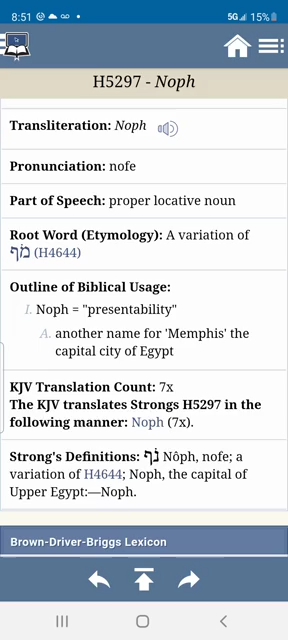 8:51
5G 15%
H5297 - Noph
Transliteration: Noph
Pronunciation: nofe
Part of Speech: proper locative noun
Root Word (Etymology): A variation of
מֹף (H4644)
Outline of Biblical Usage:
I. Noph = "presentability"
A. another name for 'Memphis' the
capital city of Egypt
KJV Translation Count: 7x
The KJV translates Strongs H5297 in the
following manner: Noph (7x).
Strong's Definitions: נֹף Nôph, nofe; a
variation of H4644; Noph, the capital of
Upper Egypt:—Noph.
Brown-Driver-Briggs Lexicon